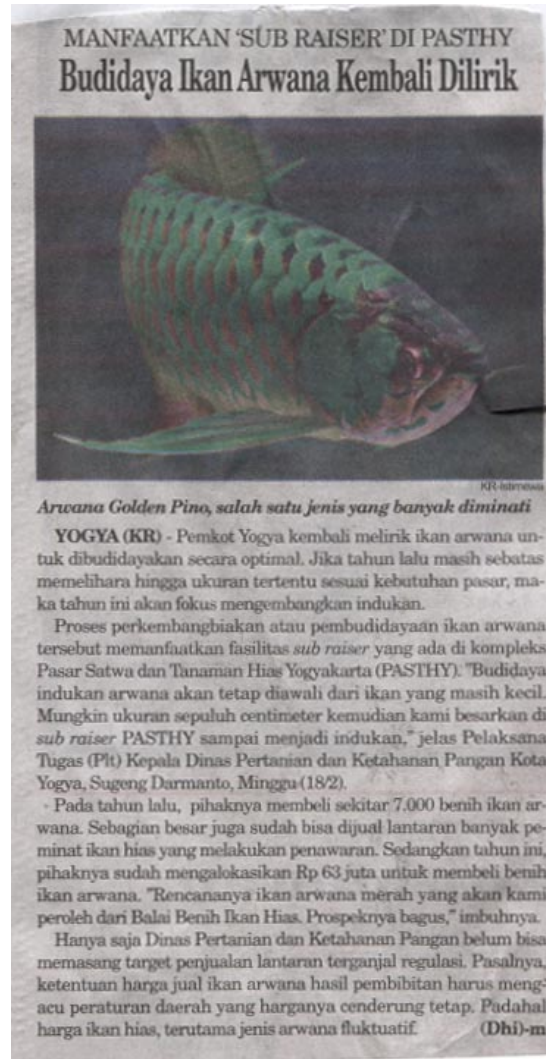 MANFAATKAN 'SUB RAISER' DI PASTHY
Budidaya Ikan Arwana Kembali Dilirik
KR-Istimewa
Arwana Golden Pino, salah satu jenis yang banyak diminati
YOGYA (KR) - Pemkot Yogya kembali melirik ikan arwana un-
tuk dibudidayakan secara optimal. Jika tahun lalu masih sebatas
memelihara hingga ukuran tertentu sesuai kebutuhan pasar, ma-
ka tahun ini akan fokus mengembangkan indukan.
Proses perkembangbiakan atau pembudidayaan ikan arwana
tersebut memanfaatkan fasilitas sub raiser yang ada di kompleks
Pasar Satwa dan Tanaman Hias Yogyakarta (PASTHY). "Budidaya
indukan arwana akan tetap diawali dari ikan yang masih kecil.
Mungkin ukuran sepuluh centimeter kemudian kami besarkan di
sub raiser PASTHY sampai menjadi indukan," jelas Pelaksana
Tugas (Plt) Kepala Dinas Pertanian dan Ketahanan Pangan Kota
Yogya, Sugeng Darmanto, Minggu (18/2).
Pada tahun lalu, pihaknya membeli sekitar 7.000 benih ikan ar-
wana. Sebagian besar juga sudah bisa dijual lantaran banyak pe-
minat ikan hias yang melakukan penawaran. Sedangkan tahun ini,
pihaknya sudah mengalokasikan Rp 63 juta untuk membeli benih
ikan arwana. "Rencananya ikan arwana merah yang akan kami
peroleh dari Balai Benih Ikan Hias. Prospeknya bagus," imbuhnya.
Hanya saja Dinas Pertanian dan Ketahanan Pangan belum bisa
memasang target penjualan lantaran terganjal regulasi. Pasalnya,
ketentuan harga jual ikan arwana hasil pembibitan harus meng-
acu peraturan daerah yang harganya cenderung tetap. Padahal
harga ikan hias, terutama jenis arwana fluktuatif. (Dhi)-m